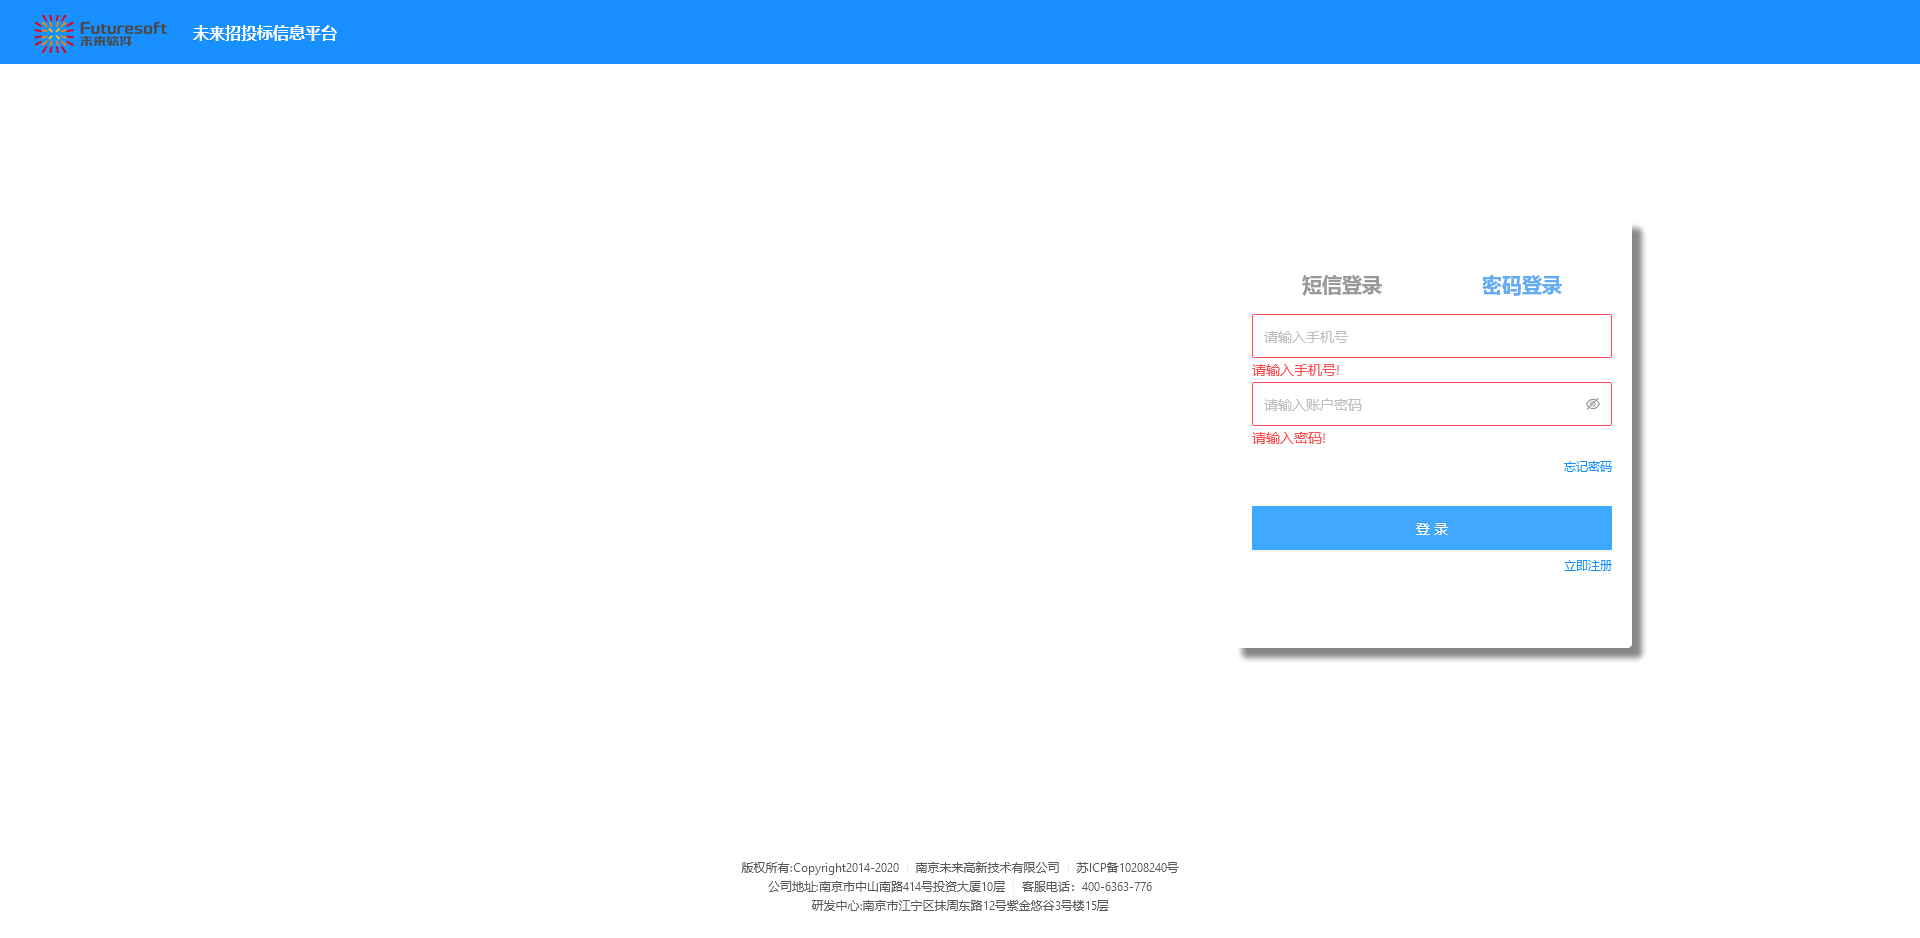 Futuresoft
未来软件
未来招投标信息平台
短信登录
密码登录
请输入手机号
请输入手机号!
请输入账户密码
请输入密码!
忘记密码
登 录
立即注册
版权所有:Copyright2014-2020 | 南京未来高新技术有限公司 | 苏ICP备10208240号
公司地址:南京市中山南路414号投资大厦10层 | 客服电话：400-6363-776
研发中心:南京市江宁区抹周东路12号紫金悠谷3号楼15层